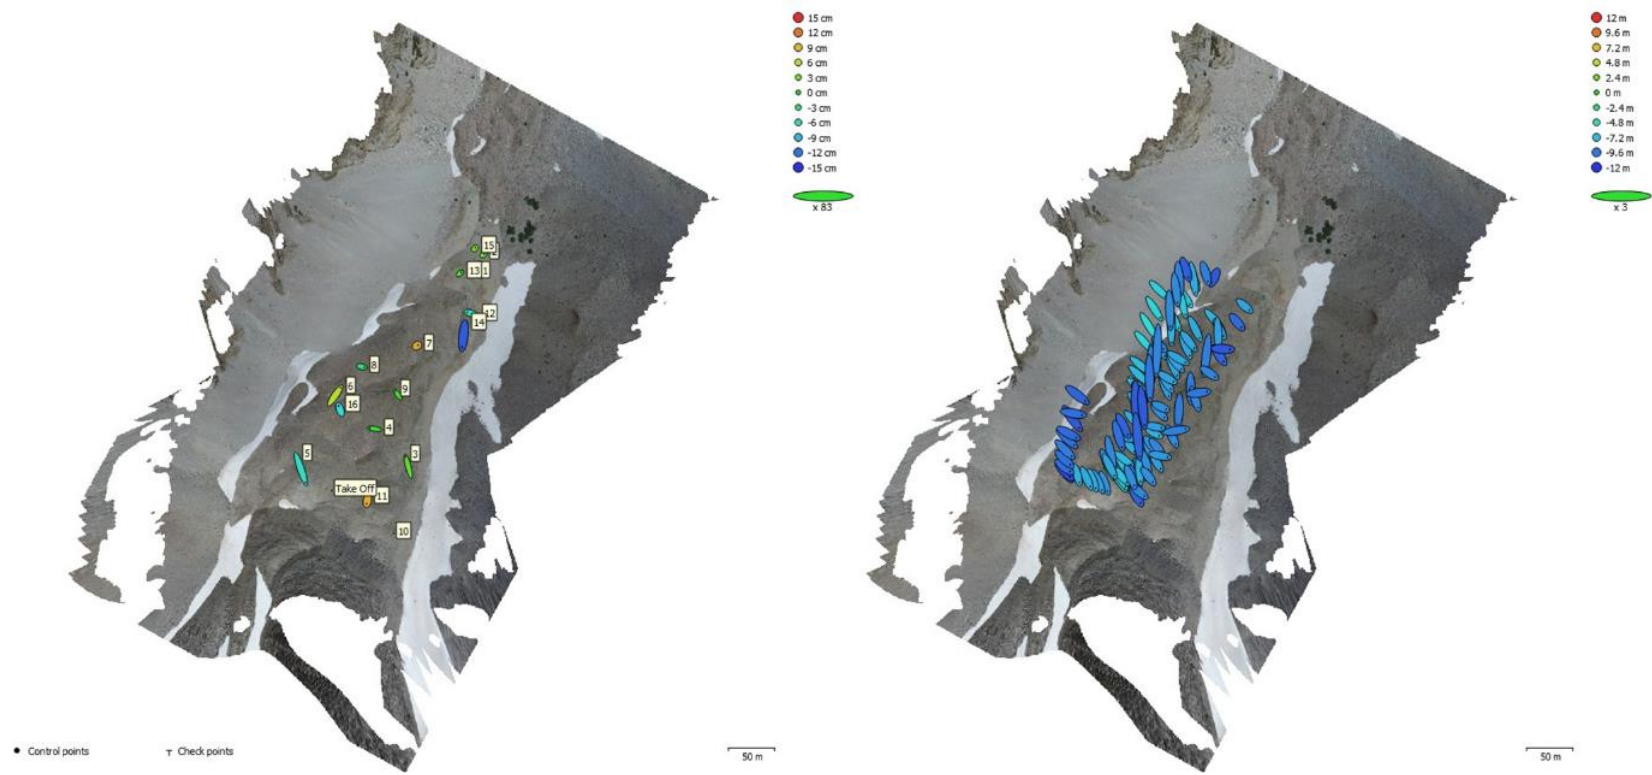 15 cm
12 cm
9 cm
6 cm
3 cm
0 cm
-3 cm
-6 cm
-9 cm
-12 cm
-15 cm
x 83
15
2
13
1
12
14
7
8
6
9
16
4
5
3
Take Off
11
10
Control points
Check points
50 m
12 m
9.6 m
7.2 m
4.8 m
2.4 m
0 m
-2.4 m
-4.8 m
-7.2 m
-9.6 m
-12 m
x 3
50 m